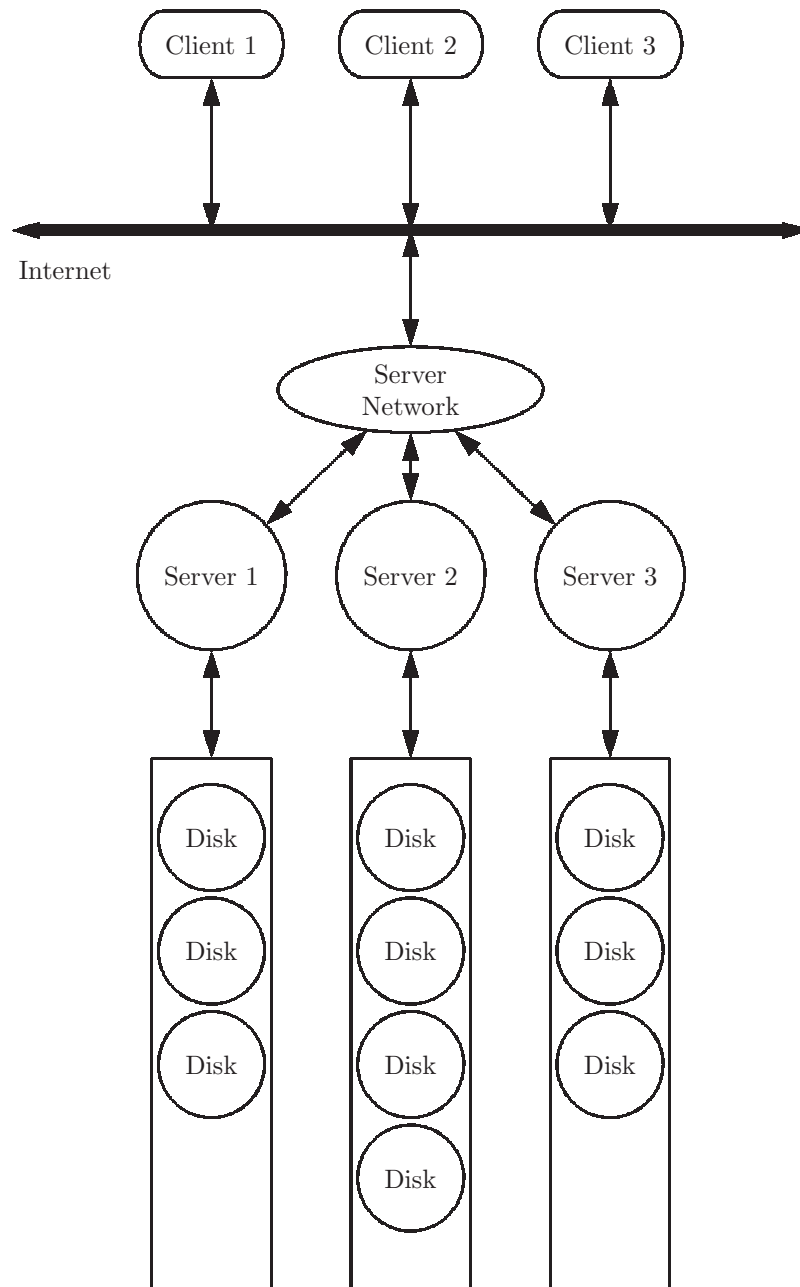 Client 1
Client 2
Client 3
Internet
Server
Network
Server 1
Server 2
Server 3
Disk
Disk
Disk
Disk
Disk
Disk
Disk
Disk
Disk
Disk